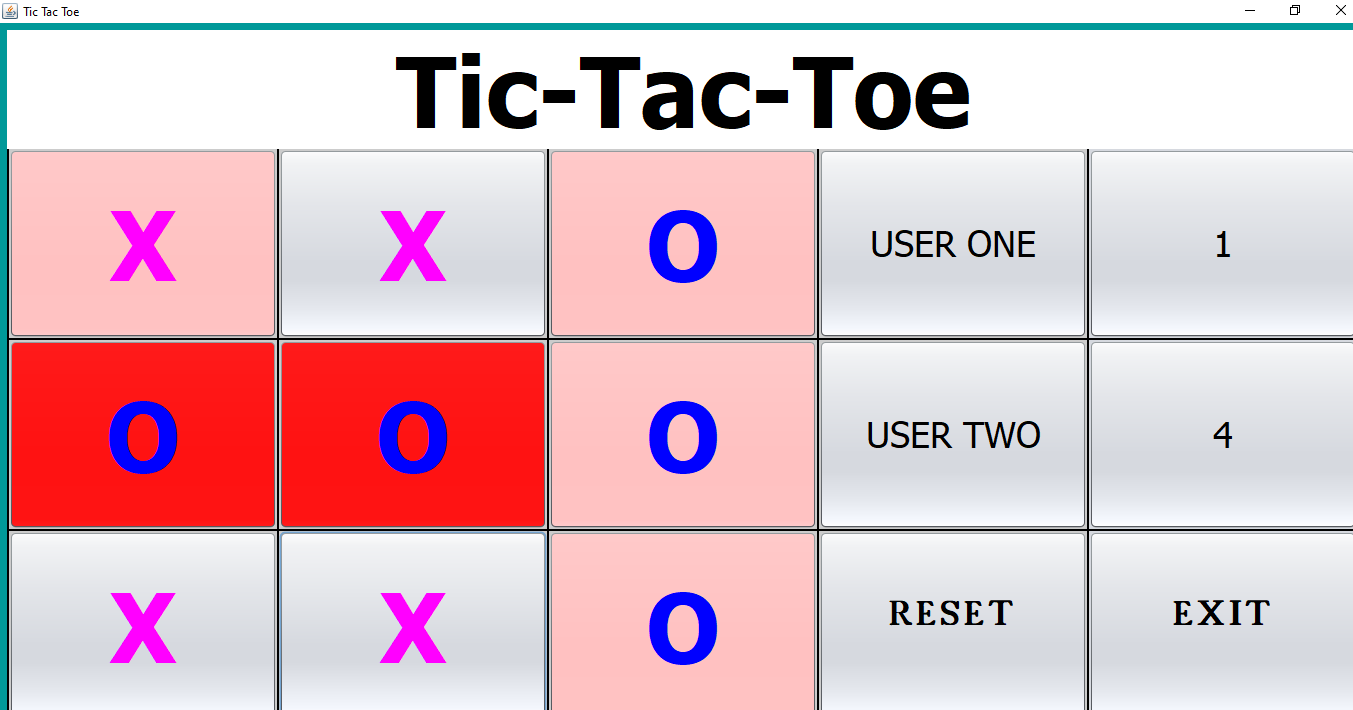 Tic Tac Toe
Tic-Tac-Toe
X X O USER ONE 1
O O O USER TWO 4
X X O RESET EXIT